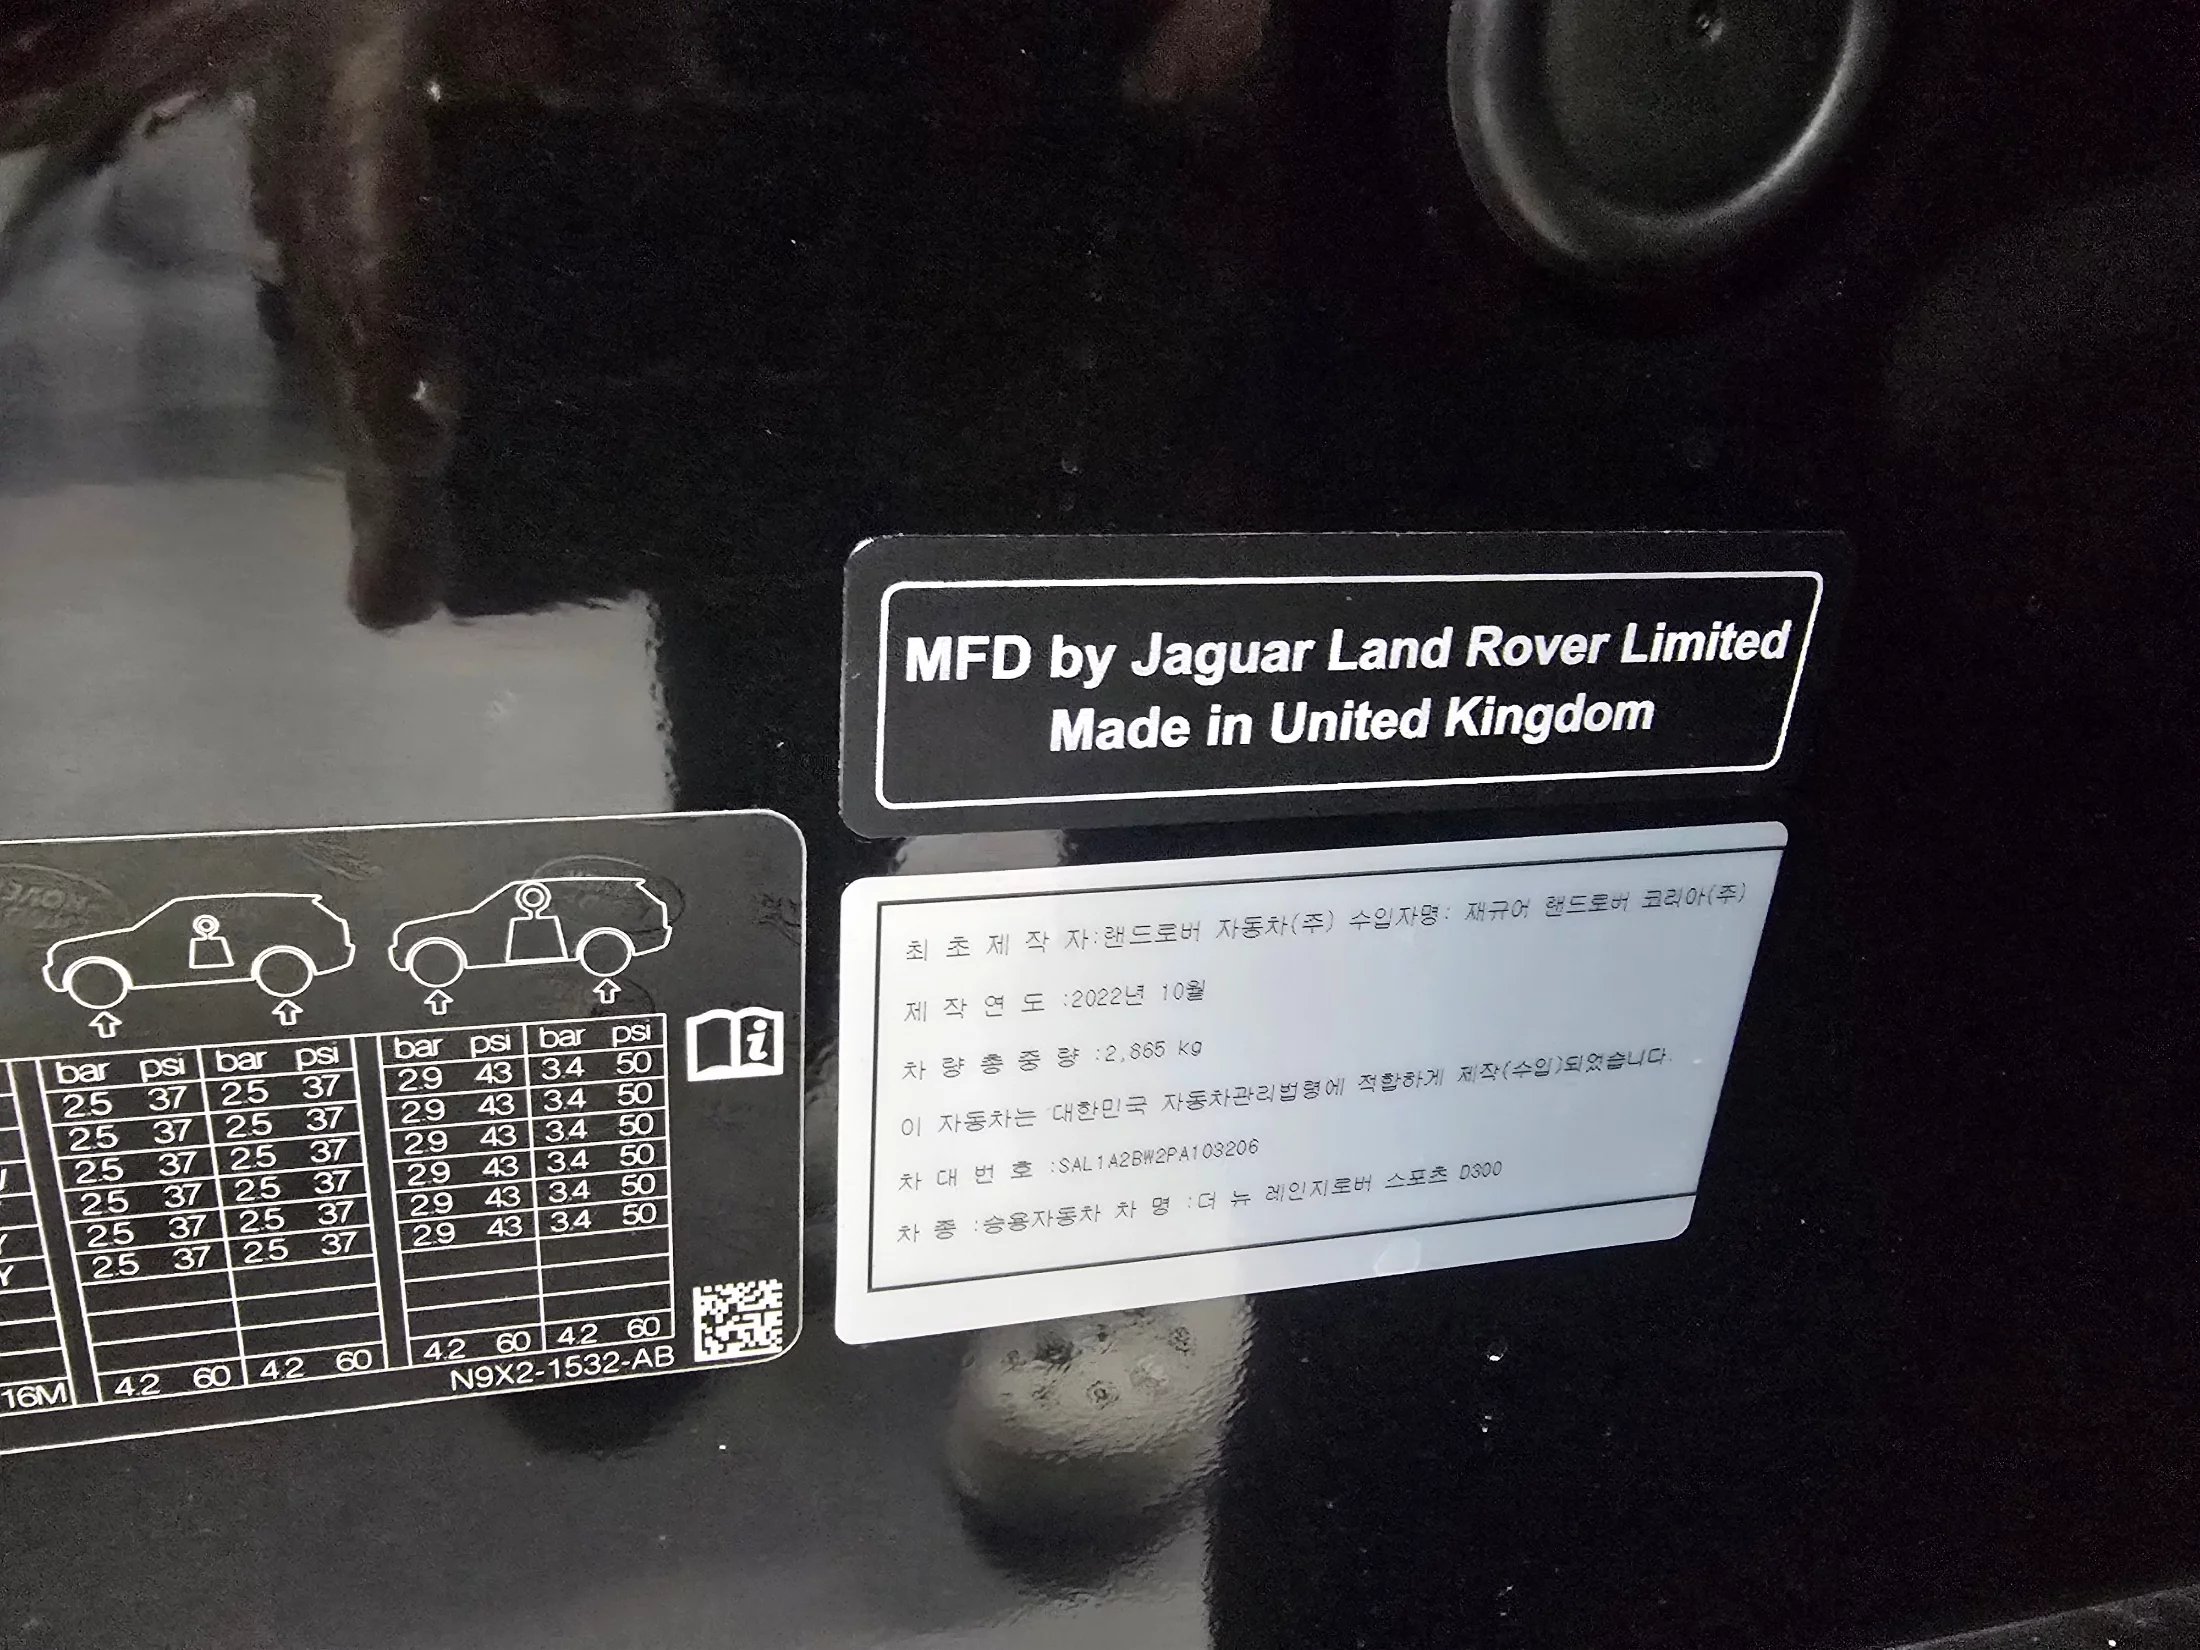 MFD by Jaguar Land Rover Limited
Made in United Kingdom
최 초 제 작 자:랜드로버 자동차(주) 수입자명: 재규어 랜드로버 코리아(주)
제 작 연 도 :2022년 10월
차 량 총 중 량 :2,865 kg
이 자동차는 대한민국 자동차관리법령에 적합하게 제작(수입)되었습니다.
차 대 번 호 :SAL1A2BW2PA103206
차 종 :승용자동차 차 명 :더 뉴 레인지로버 스포츠 D300
bar psi bar psi bar psi bar psi
2.5 37 2.5 37 2.9 43 3.4 50
2.5 37 2.5 37 2.9 43 3.4 50
2.5 37 2.5 37 2.9 43 3.4 50
2.5 37 2.5 37 2.9 43 3.4 50
2.5 37 2.5 37 2.9 43 3.4 50
2.5 37 2.5 37 2.9 43 3.4 50
16M 4.2 60 4.2 60 4.2 60 4.2 60
N9X2-1532-AB